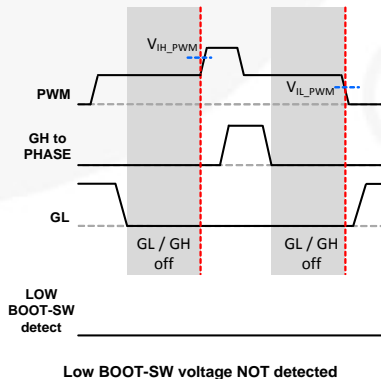 VIH_PWM
VIL_PWM
PWM
GH to
PHASE
GL
GL / GH
off
GL / GH
off
LOW
BOOT-SW
detect
Low BOOT-SW voltage NOT detected